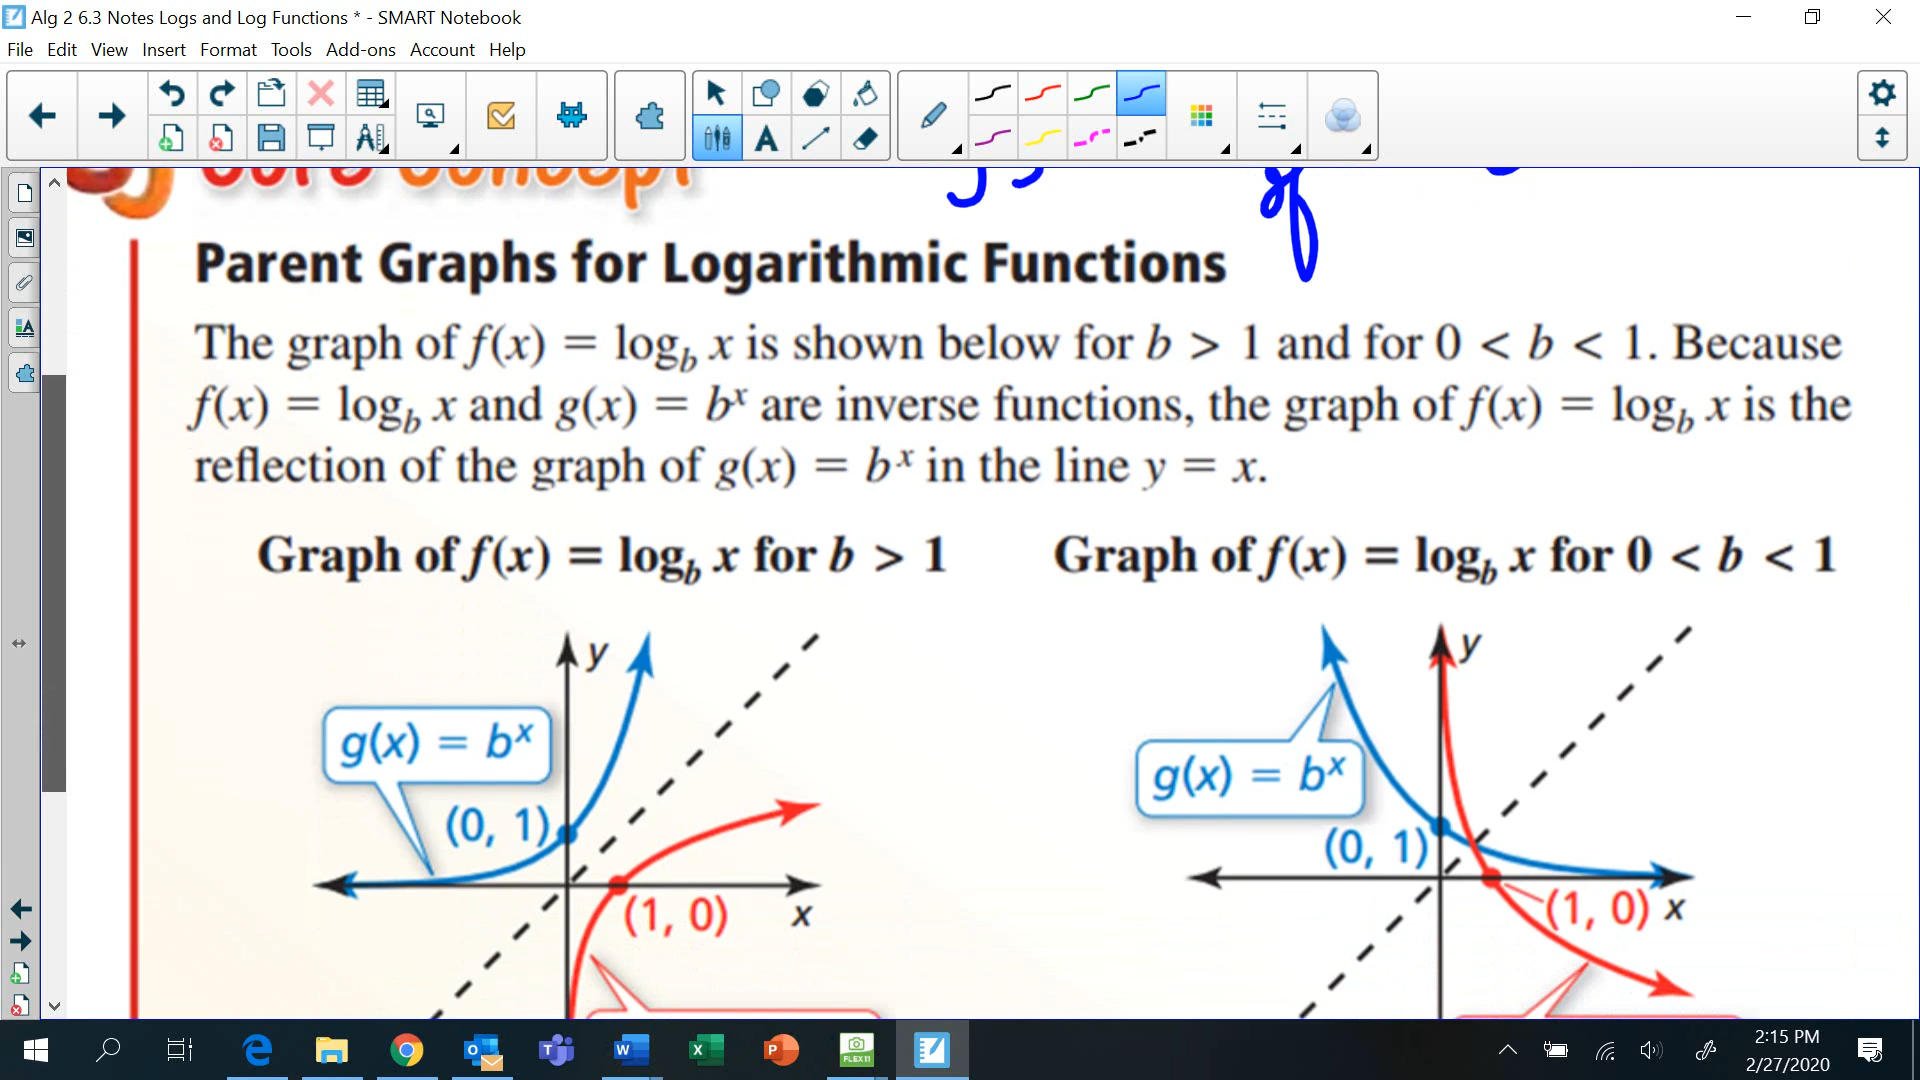 Alg 2 6.3 Notes Logs and Log Functions * - SMART Notebook
File Edit View Insert Format Tools Add-ons Account Help
Core Concept
Parent Graphs for Logarithmic Functions
The graph of f(x) = log_b x is shown below for b > 1 and for 0 < b < 1. Because
f(x) = log_b x and g(x) = b^x are inverse functions, the graph of f(x) = log_b x is the
reflection of the graph of g(x) = b^x in the line y = x.
Graph of f(x) = log_b x for b > 1
y
g(x) = b^x
(0, 1)
(1, 0)
x
Graph of f(x) = log_b x for 0 < b < 1
y
g(x) = b^x
(0, 1)
(1, 0)
x
2:15 PM
2/27/2020